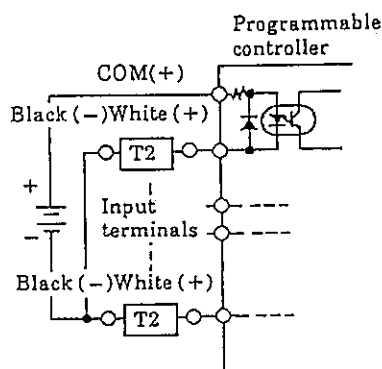 Programmable
controller
COM(+)
Black(-)White(+)
T2
+
-
Input
terminals
Black(-)White(+)
T2